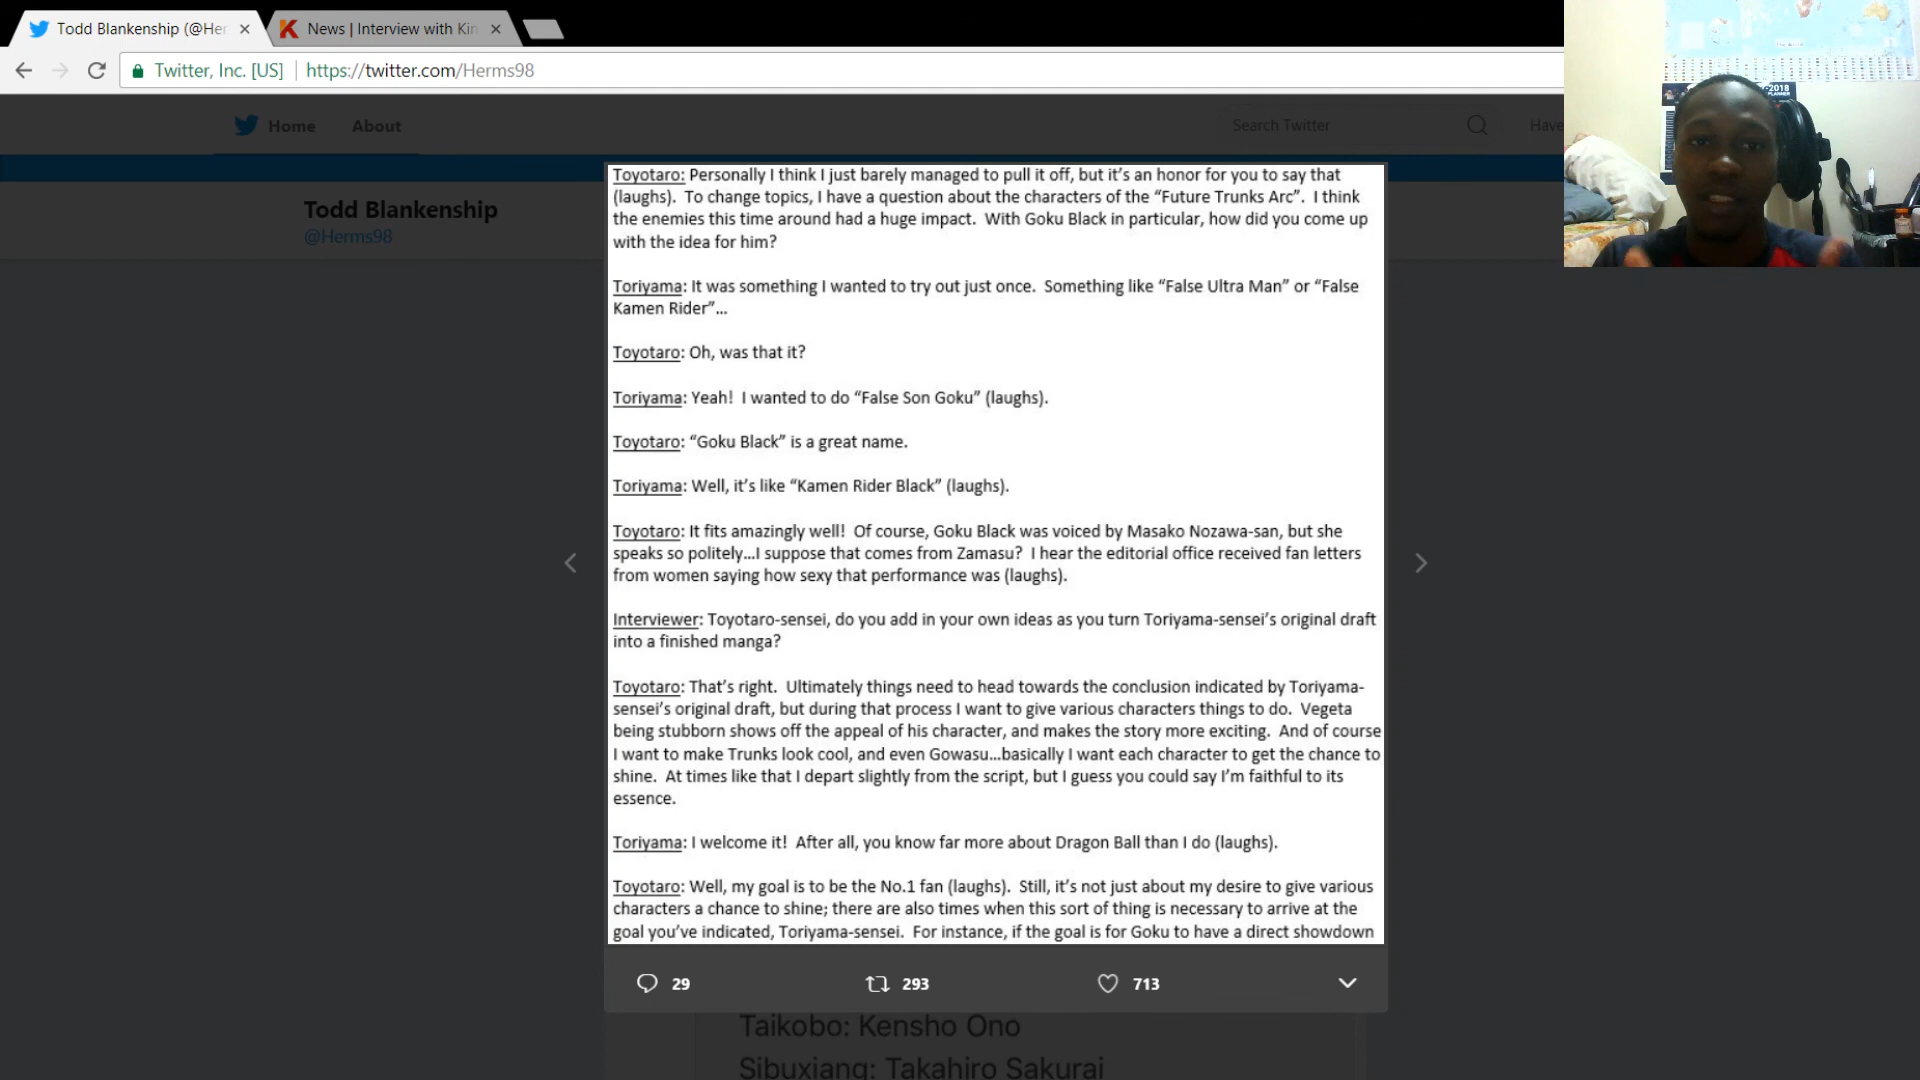 Todd Blankenship (@Her
News | Interview with Kin
Twitter, Inc. [US] https://twitter.com/Herms98
Home About Search Twitter Have
Todd Blankenship
@Herms98
Toyotaro: Personally I think I just barely managed to pull it off, but it's an honor for you to say that
(laughs). To change topics, I have a question about the characters of the “Future Trunks Arc”. I think
the enemies this time around had a huge impact. With Goku Black in particular, how did you come up
with the idea for him?
Toriyama: It was something I wanted to try out just once. Something like “False Ultra Man” or “False
Kamen Rider”...
Toyotaro: Oh, was that it?
Toriyama: Yeah! I wanted to do “False Son Goku” (laughs).
Toyotaro: “Goku Black” is a great name.
Toriyama: Well, it's like “Kamen Rider Black” (laughs).
Toyotaro: It fits amazingly well! Of course, Goku Black was voiced by Masako Nozawa-san, but she
speaks so politely...I suppose that comes from Zamasu? I hear the editorial office received fan letters
from women saying how sexy that performance was (laughs).
Interviewer: Toyotaro-sensei, do you add in your own ideas as you turn Toriyama-sensei's original draft
into a finished manga?
Toyotaro: That's right. Ultimately things need to head towards the conclusion indicated by Toriyama-
sensei's original draft, but during that process I want to give various characters things to do. Vegeta
being stubborn shows off the appeal of his character, and makes the story more exciting. And of course
I want to make Trunks look cool, and even Gowasu...basically I want each character to get the chance to
shine. At times like that I depart slightly from the script, but I guess you could say I'm faithful to its
essence.
Toriyama: I welcome it! After all, you know far more about Dragon Ball than I do (laughs).
Toyotaro: Well, my goal is to be the No.1 fan (laughs). Still, it's not just about my desire to give various
characters a chance to shine; there are also times when this sort of thing is necessary to arrive at the
goal you've indicated, Toriyama-sensei. For instance, if the goal is for Goku to have a direct showdown
29 293 713
Taikobo: Kensho Ono
Sibuxiang: Takahiro Sakurai
-2018